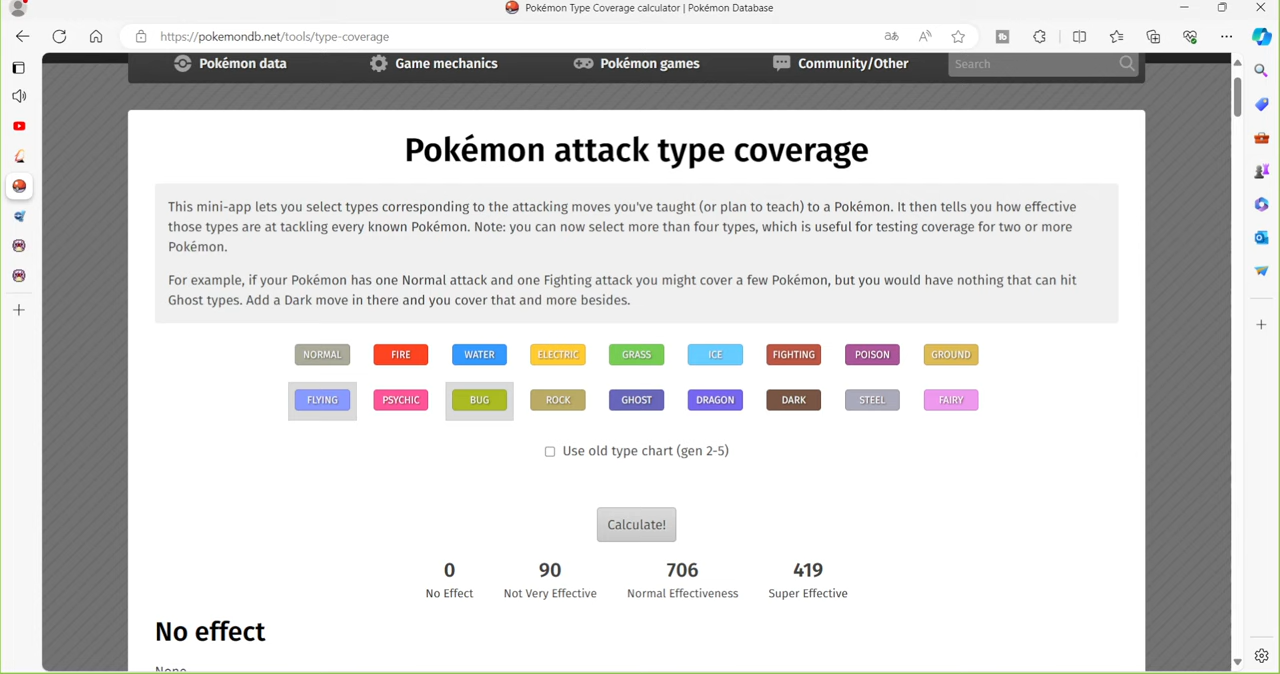 Pokémon Type Coverage calculator | Pokémon Database
https://pokemondb.net/tools/type-coverage
Pokémon data
Game mechanics
Pokémon games
Community/Other
Search
Pokémon attack type coverage
This mini-app lets you select types corresponding to the attacking moves you've taught (or plan to teach) to a Pokémon. It then tells you how effective
those types are at tackling every known Pokémon. Note: you can now select more than four types, which is useful for testing coverage for two or more
Pokémon.
For example, if your Pokémon has one Normal attack and one Fighting attack you might cover a few Pokémon, but you would have nothing that can hit
Ghost types. Add a Dark move in there and you cover that and more besides.
NORMAL FIRE WATER ELECTRIC GRASS ICE FIGHTING POISON GROUND
FLYING PSYCHIC BUG ROCK GHOST DRAGON DARK STEEL FAIRY
Use old type chart (gen 2-5)
Calculate!
0 90 706 419
No Effect Not Very Effective Normal Effectiveness Super Effective
No effect
None